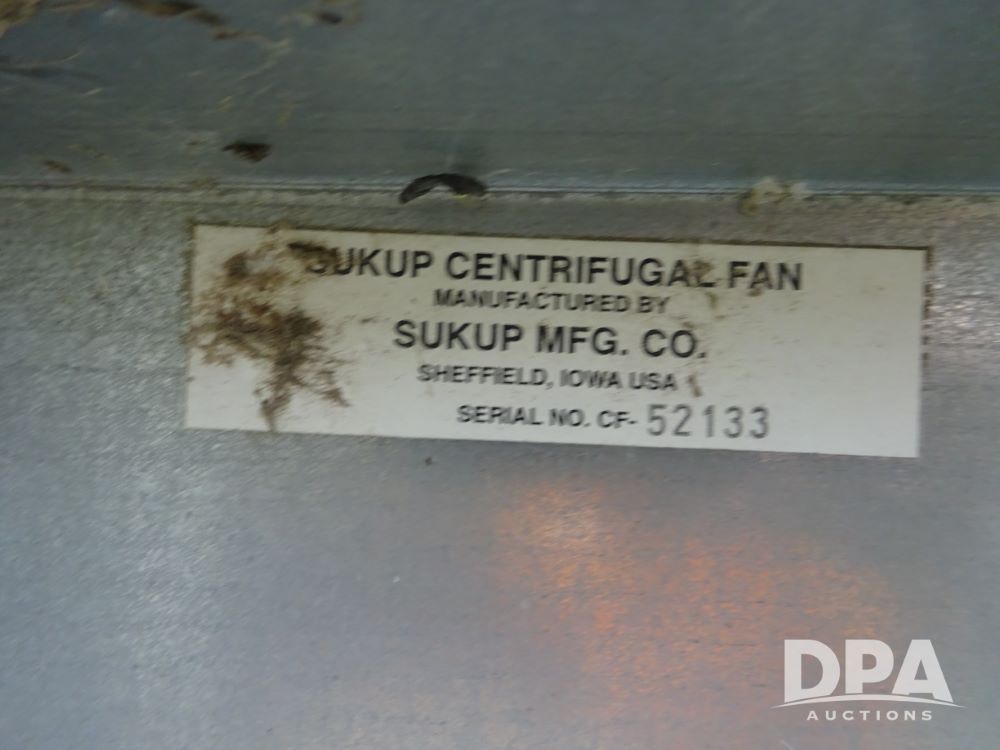 SUKUP CENTRIFUGAL FAN
MANUFACTURED BY
SUKUP MFG. CO.
SHEFFIELD, IOWA USA
SERIAL NO. CF- 52133
DPA
AUCTIONS